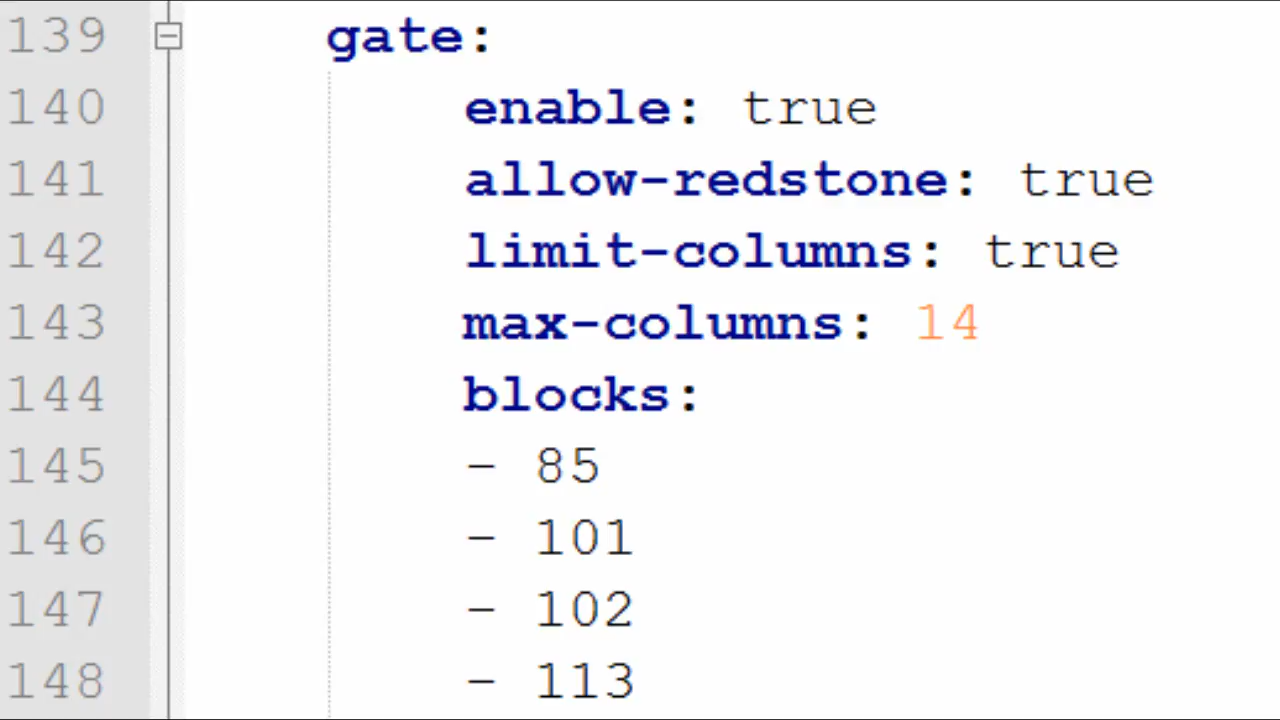 139 gate:
140 enable: true
141 allow-redstone: true
142 limit-columns: true
143 max-columns: 14
144 blocks:
145 - 85
146 - 101
147 - 102
148 - 113